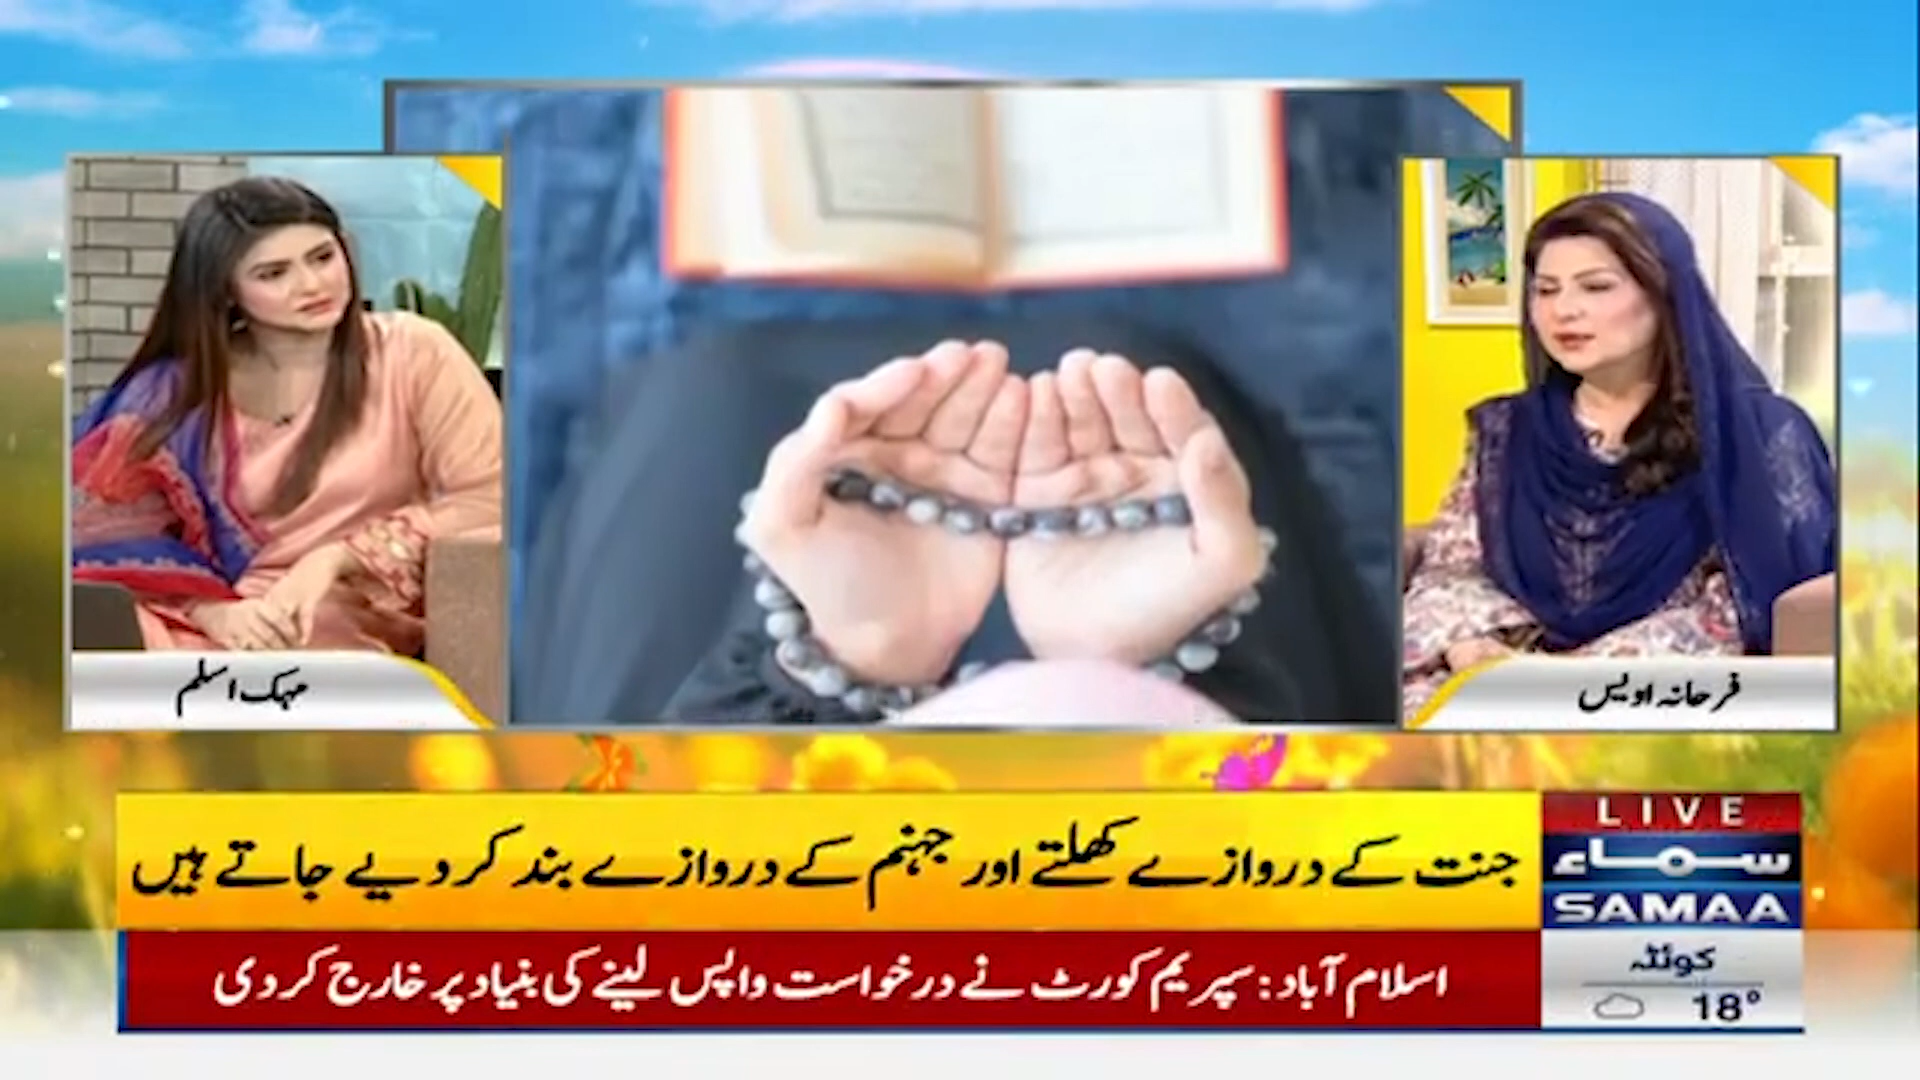 مہک اسلم
فرحانہ اویس
جنت کے دروازے کھلتے اور جہنم کے دروازے بند کر دیے جاتے ہیں
LIVE
سماء
SAMAA
اسلام آباد: سپریم کورٹ نے درخواست واپس لینے کی بنیاد پر خارج کر دی
کوئٹہ
18°